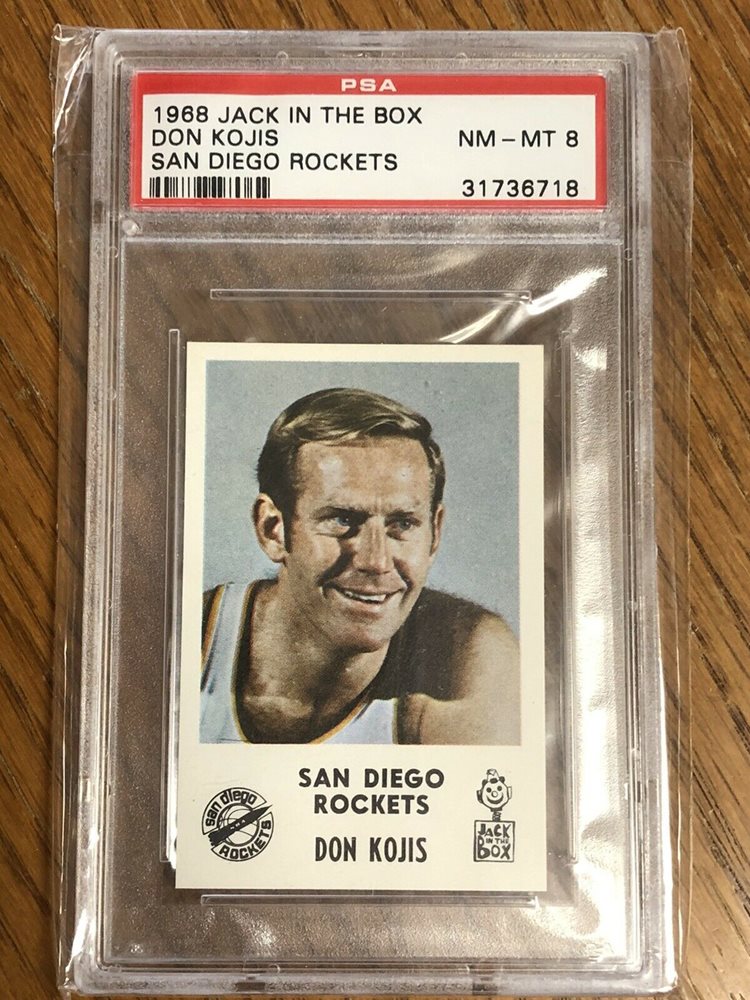 PSA
1968 JACK IN THE BOX
DON KOJIS NM - MT 8
SAN DIEGO ROCKETS
31736718
SAN DIEGO
ROCKETS
DON KOJIS
san diego
ROCKETS
JACK
IN THE
BOX